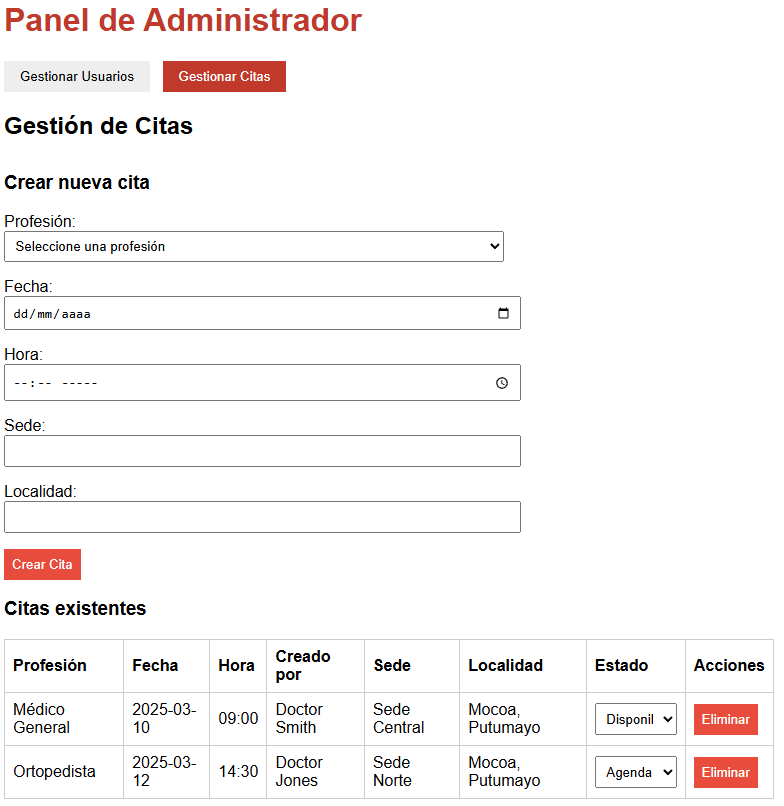 Panel de Administrador
Gestionar Usuarios Gestionar Citas
Gestión de Citas
Crear nueva cita
Profesión:
Seleccione una profesión
Fecha:
dd/mm/aaaa
Hora:
--:-- -----
Sede:
Localidad:
Crear Cita
Citas existentes
Profesión Fecha Hora Creado por Sede Localidad Estado Acciones
Médico General 2025-03-10 09:00 Doctor Smith Sede Central Mocoa, Putumayo Disponil Eliminar
Ortopedista 2025-03-12 14:30 Doctor Jones Sede Norte Mocoa, Putumayo Agenda Eliminar